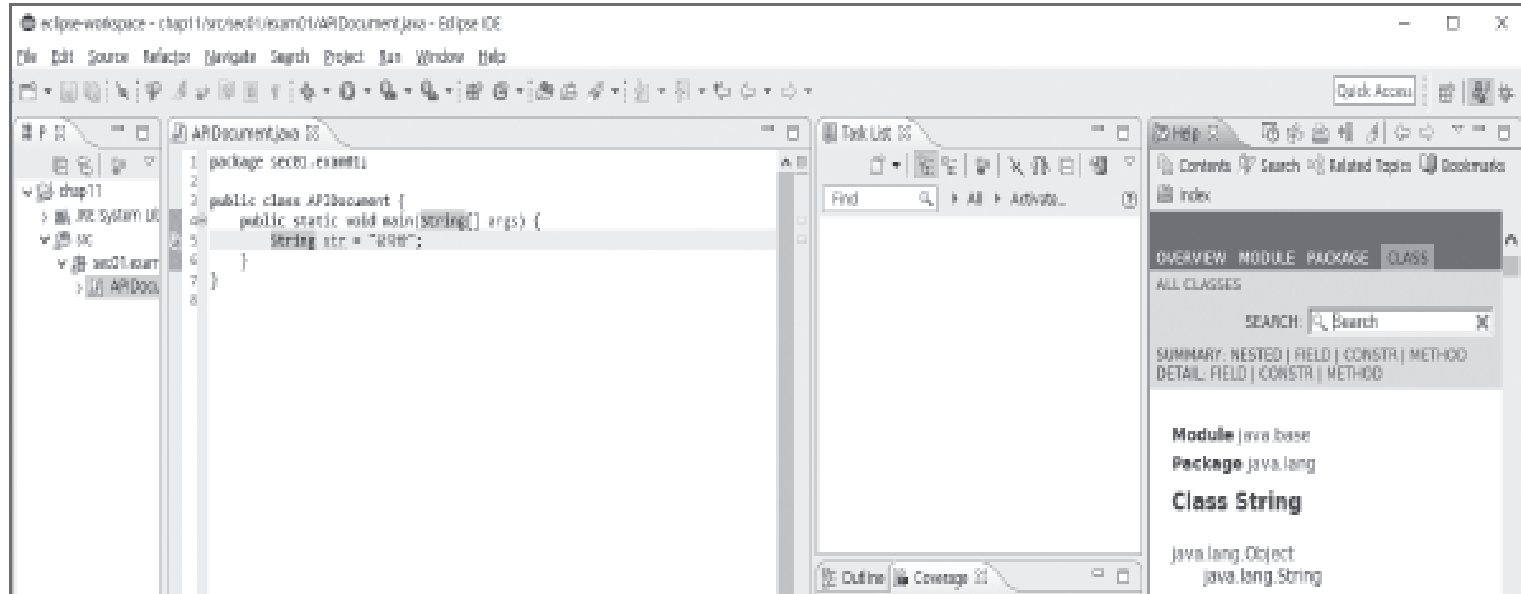 eclipse-workspace - chap11/src/sec01/exam01/APIDocument.java - Eclipse IDE
File Edit Source Refactor Navigate Search Project Run Window Help
Quick Access
P
chap11
JRE System Lib
src
sec01.exam
APIDocu
APIDocument.java
1 package sec01.exam01;
2
3 public class APIDocument {
4 public static void main(String[] args) {
5 String str = "";
6 }
7 }
8
Task List
Find All Activate...
Outline Coverage
Help
Contents Search Related Topics Bookmarks
Index
OVERVIEW MODULE PACKAGE CLASS
ALL CLASSES
SEARCH: Search
SUMMARY: NESTED | FIELD | CONSTR | METHOD
DETAIL: FIELD | CONSTR | METHOD
Module java.base
Package java.lang
Class String
java.lang.Object
java.lang.String